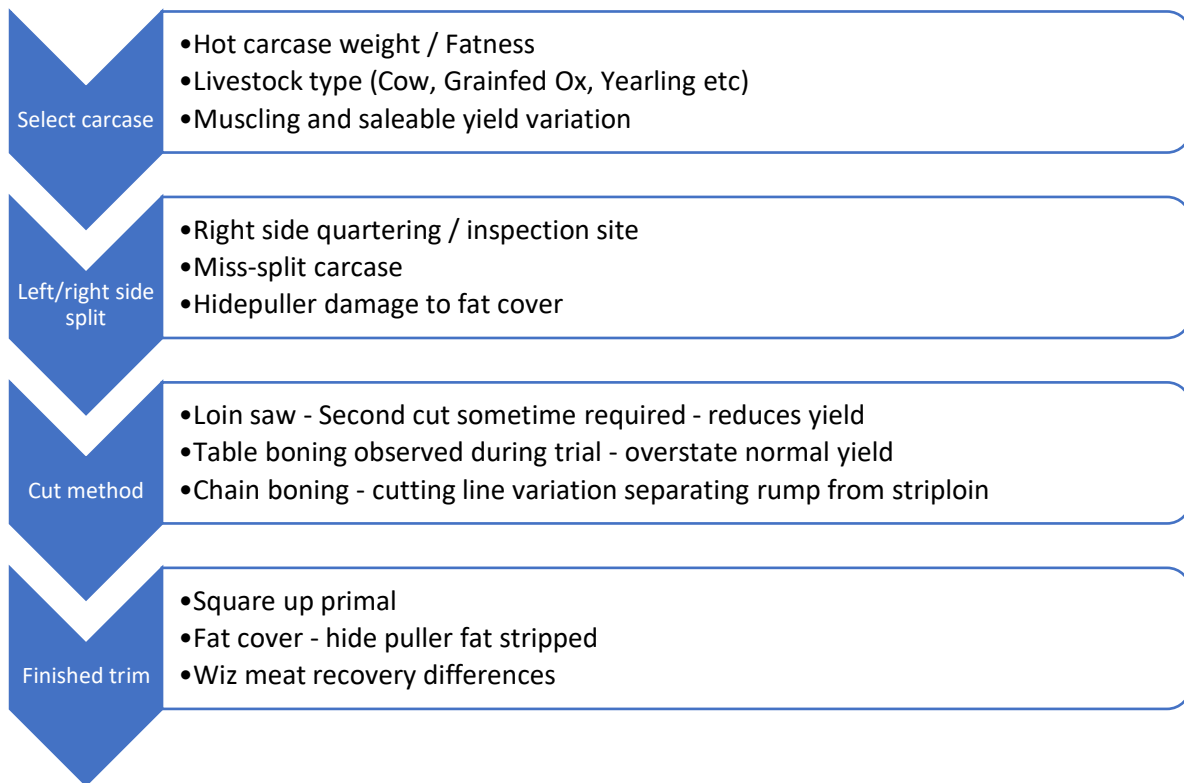 Select carcase
•Hot carcase weight / Fatness
•Livestock type (Cow, Grainfed Ox, Yearling etc)
•Muscling and saleable yield variation
Left/right side
split
•Right side quartering / inspection site
•Miss-split carcase
•Hidepuller damage to fat cover
Cut method
•Loin saw - Second cut sometime required - reduces yield
•Table boning observed during trial - overstate normal yield
•Chain boning - cutting line variation separating rump from striploin
Finished trim
•Square up primal
•Fat cover - hide puller fat stripped
•Wiz meat recovery differences